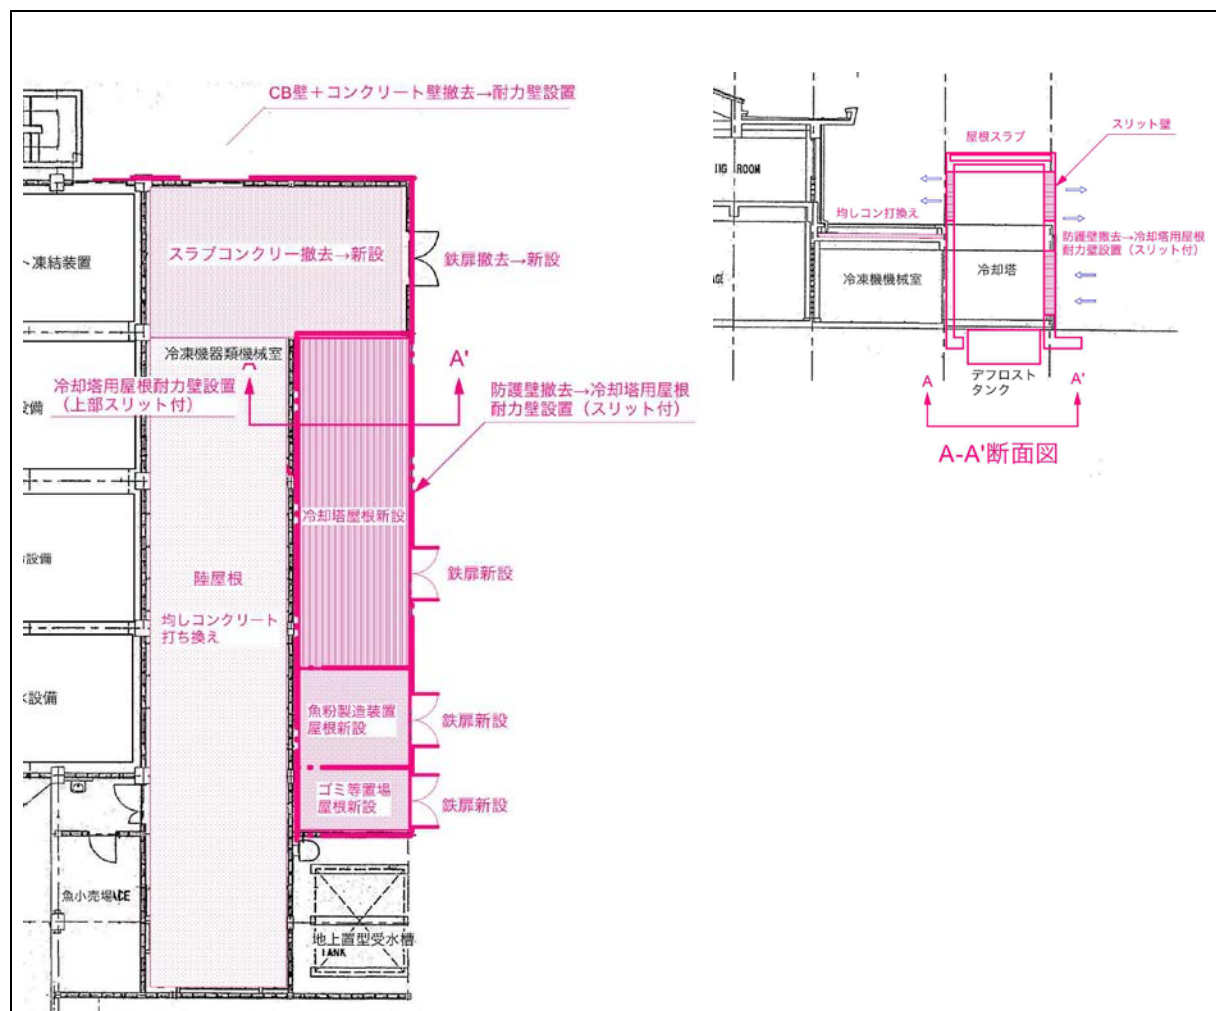 CB壁＋コンクリート壁撤去→耐力壁設置
スラブコンクリー撤去→新設
鉄扉撤去→新設
ト凍結装置
冷凍機器類機械室
A
A'
冷却塔用屋根耐力壁設置
（上部スリット付）
防護壁撤去→冷却塔用屋根
耐力壁設置（スリット付）
設備
冷却塔屋根新設
設備
陸屋根
鉄扉新設
均しコンクリート
打ち換え
水設備
魚粉製造装置
屋根新設
鉄扉新設
ゴミ等置場
屋根新設
鉄扉新設
魚小売場
地上置型受水槽
TANK
スリット壁
屋根スラブ
ROOM
均しコン打換え
防護壁撤去→冷却塔用屋根
耐力壁設置（スリット付）
冷凍機機械室
冷却塔
デフロスト
タンク
A
A'
A-A'断面図